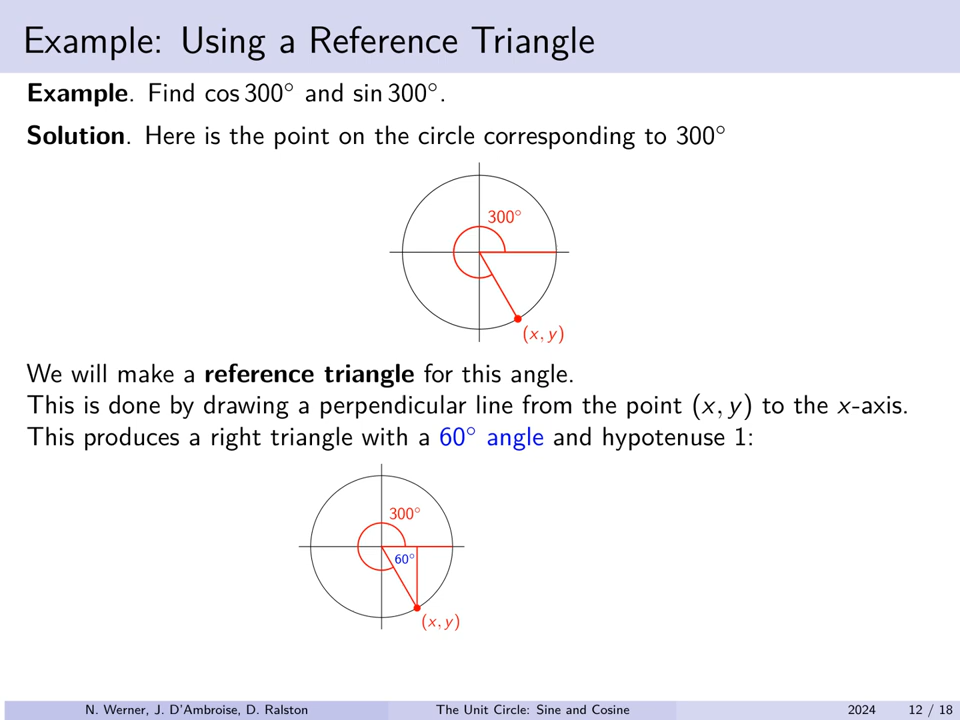 Example: Using a Reference Triangle
Example. Find cos 300° and sin 300°.
Solution. Here is the point on the circle corresponding to 300°
300°
(x, y)
We will make a reference triangle for this angle.
This is done by drawing a perpendicular line from the point (x, y) to the x-axis.
This produces a right triangle with a 60° angle and hypotenuse 1:
300°
60°
(x, y)
N. Werner, J. D'Ambroise, D. Ralston The Unit Circle: Sine and Cosine 2024 12 / 18